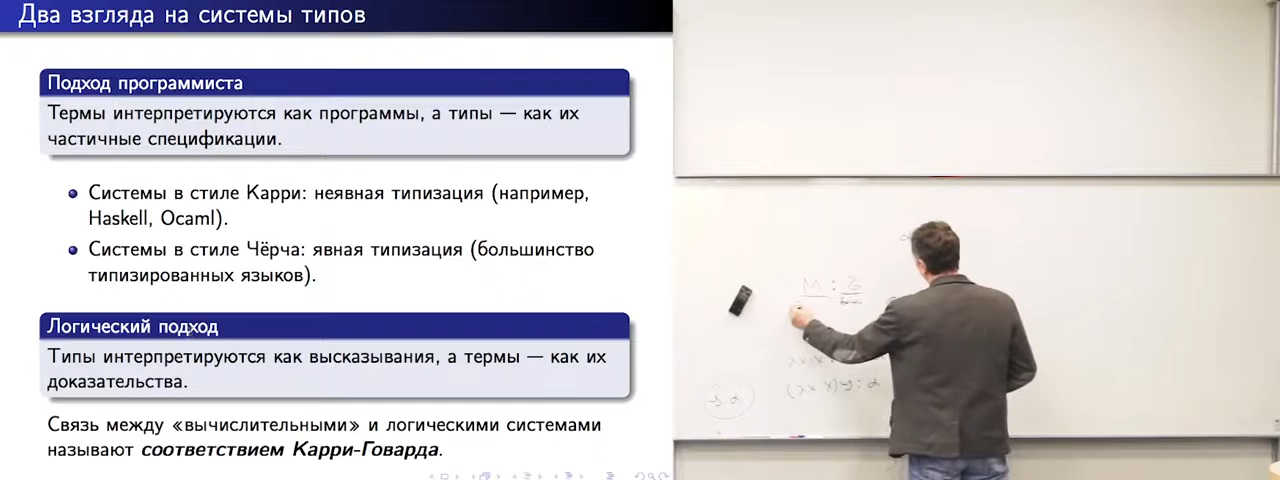 Два взгляда на системы типов
Подход программиста
Термы интерпретируются как программы, а типы — как их
частичные спецификации.
Системы в стиле Карри: неявная типизация (например,
Haskell, Ocaml).
Системы в стиле Чёрча: явная типизация (большинство
типизированных языков).
Логический подход
Типы интерпретируются как высказывания, а термы — как их
доказательства.
Связь между «вычислительными» и логическими системами
называют соответствием Карри-Говарда.
M : σ
(λx x)y : α
y:α